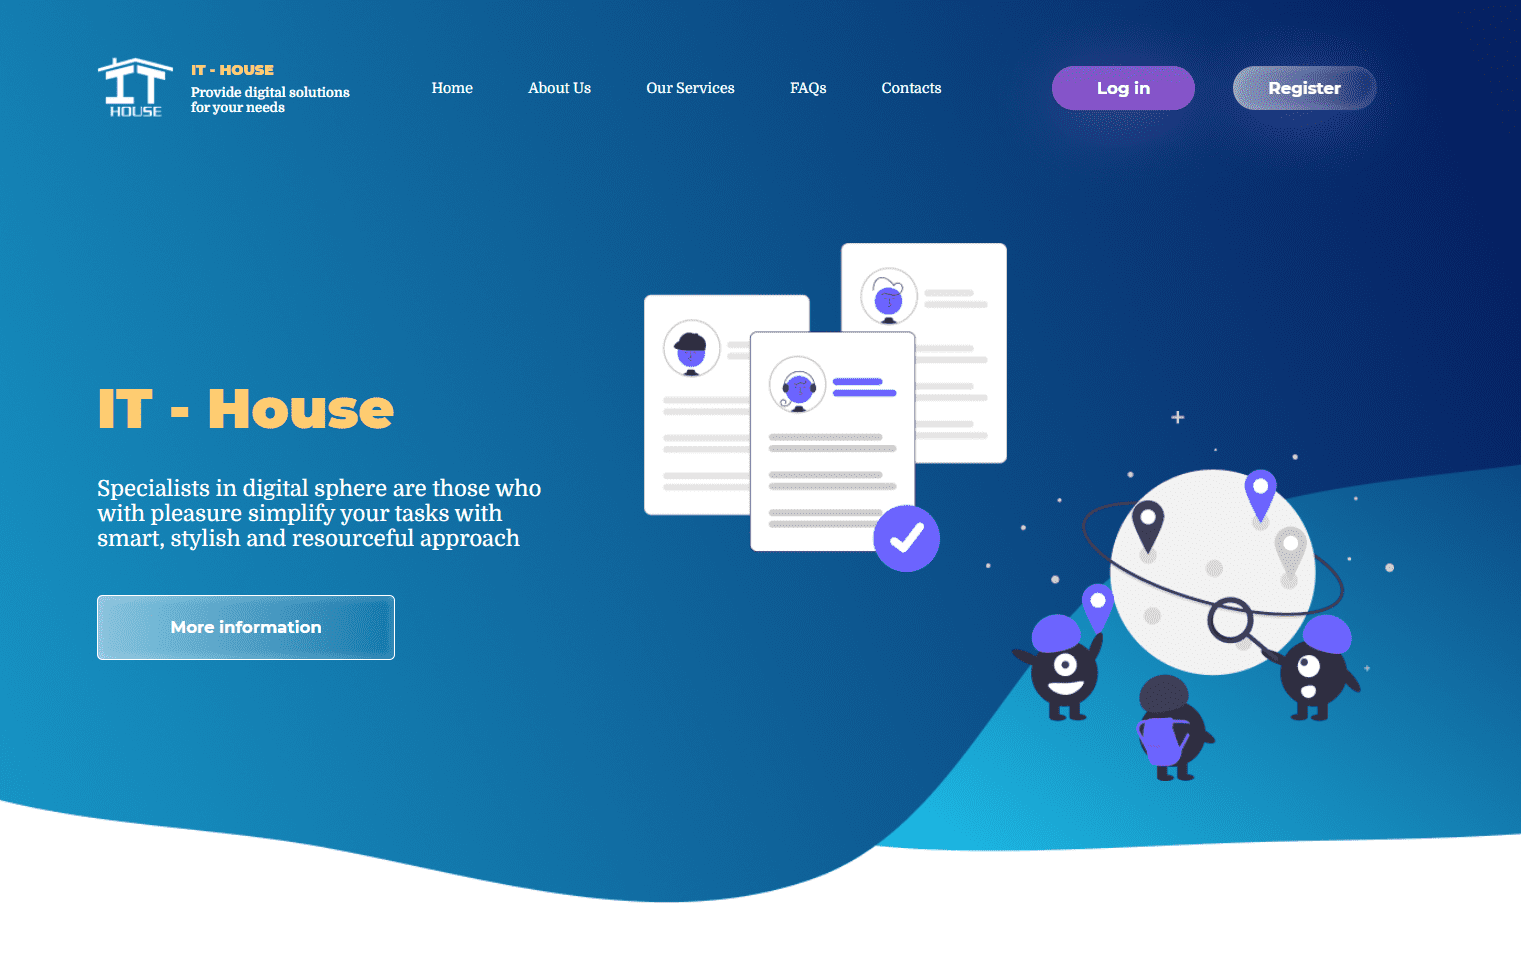 IT HOUSE
IT - HOUSE
Provide digital solutions
for your needs
Home
About Us
Our Services
FAQs
Contacts
Log in
Register
IT - House
Specialists in digital sphere are those who
with pleasure simplify your tasks with
smart, stylish and resourceful approach
More information